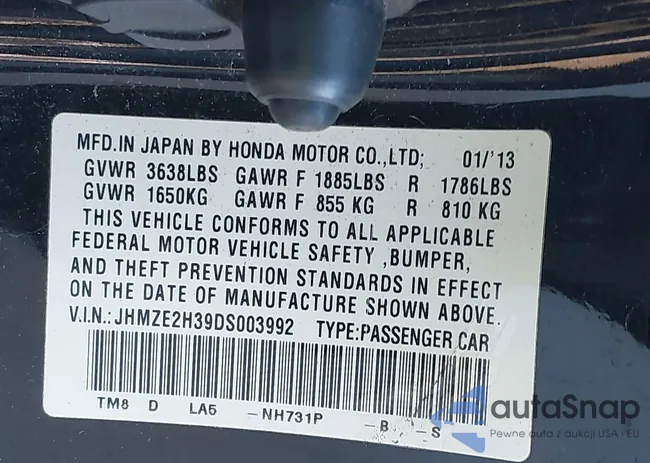 MFD.IN JAPAN BY HONDA MOTOR CO.,LTD; 01/'13
GVWR 3638LBS GAWR F 1885LBS R 1786LBS
GVWR 1650KG GAWR F 855 KG R 810 KG
THIS VEHICLE CONFORMS TO ALL APPLICABLE
FEDERAL MOTOR VEHICLE SAFETY ,BUMPER,
AND THEFT PREVENTION STANDARDS IN EFFECT
ON THE DATE OF MANUFACTURE SHOWN ABOVE.
V.I.N.:JHMZE2H39DS003992 TYPE:PASSENGER CAR
TM8 D LA5 -NH731P -B -S
autaSnap
Pewne auta z aukcji USA i EU